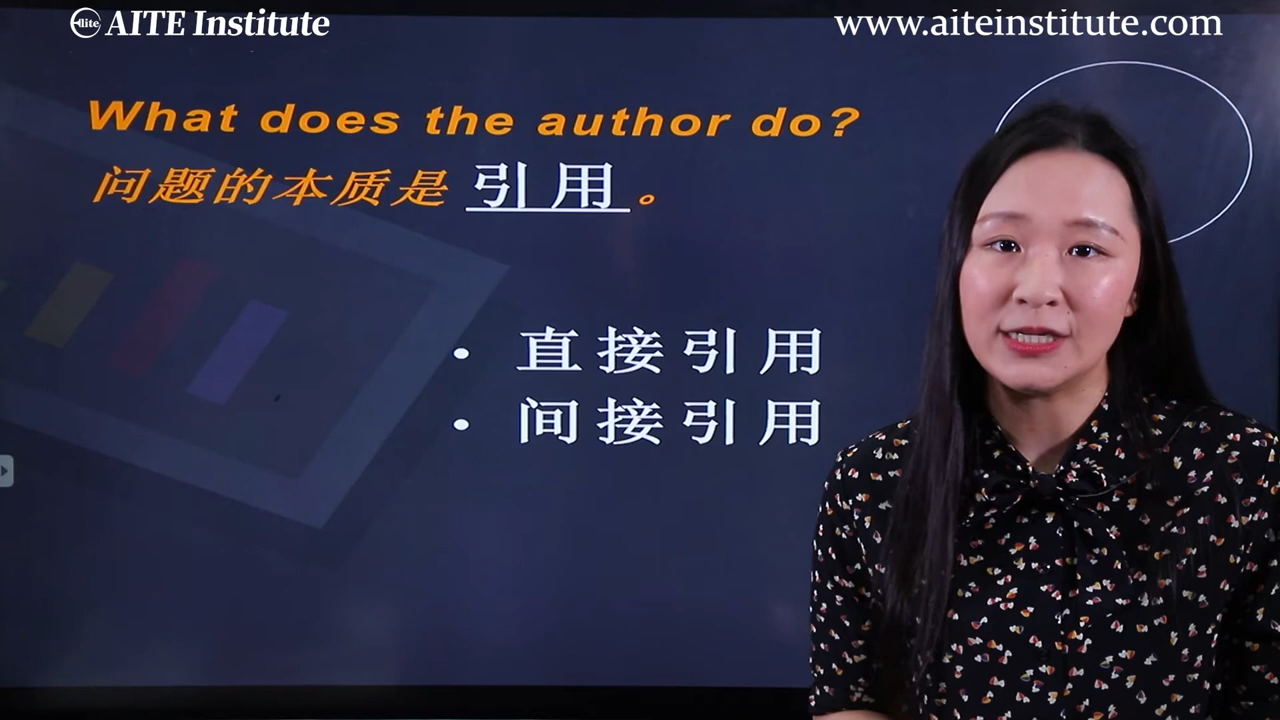 Elite AITE Institute
www.aiteinstitute.com
What does the author do?
问题的本质是 引用 。
• 直接引用
• 间接引用